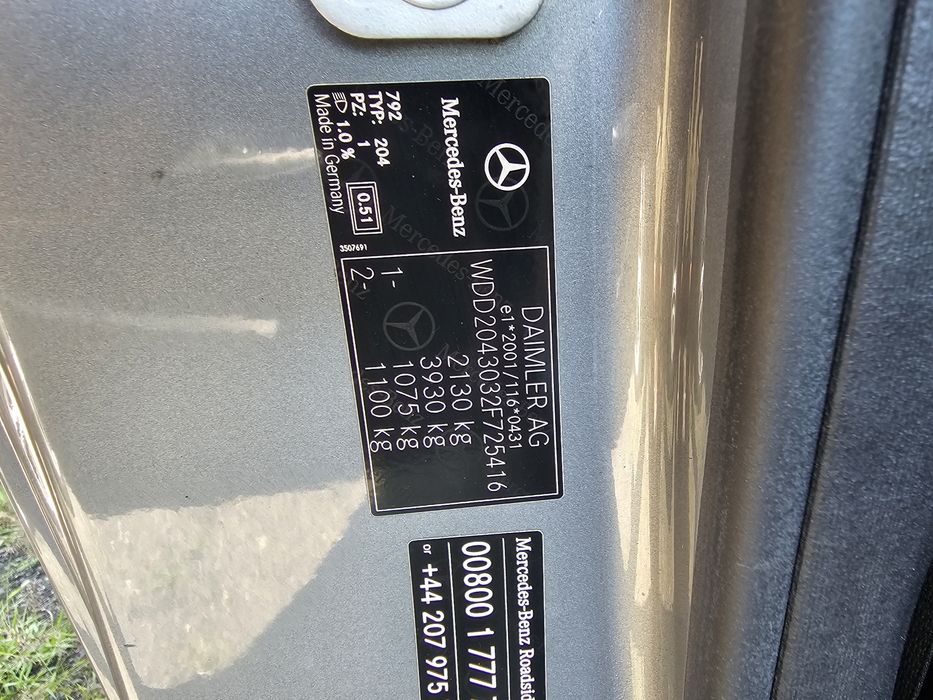 Mercedes-Benz
792
TYP: 204
PZ: 1
1.0 %
Made in Germany
0.51
3507691
DAIMLER AG
e1*2001/116*0431
WDD2043032F725416
2130 kg
3930 kg
1- 1075 kg
2- 1100 kg
Mercedes-Benz
00800 1 777
or +44 207 975